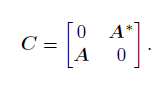 C = [ 0 A* ]
    [ A 0 ] .